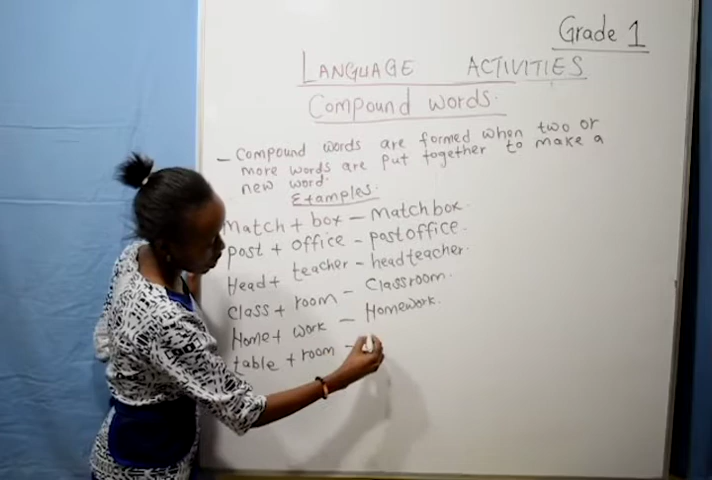 Grade 1
LANGUAGE ACTIVITIES
Compound words.
- Compound words are formed when two or
more words are put together to make a
new word.
Examples.
Match + box - Matchbox.
post + office - postoffice.
Head + teacher - headteacher.
Class + room - Classroom.
Home + work - Homework.
table + room -